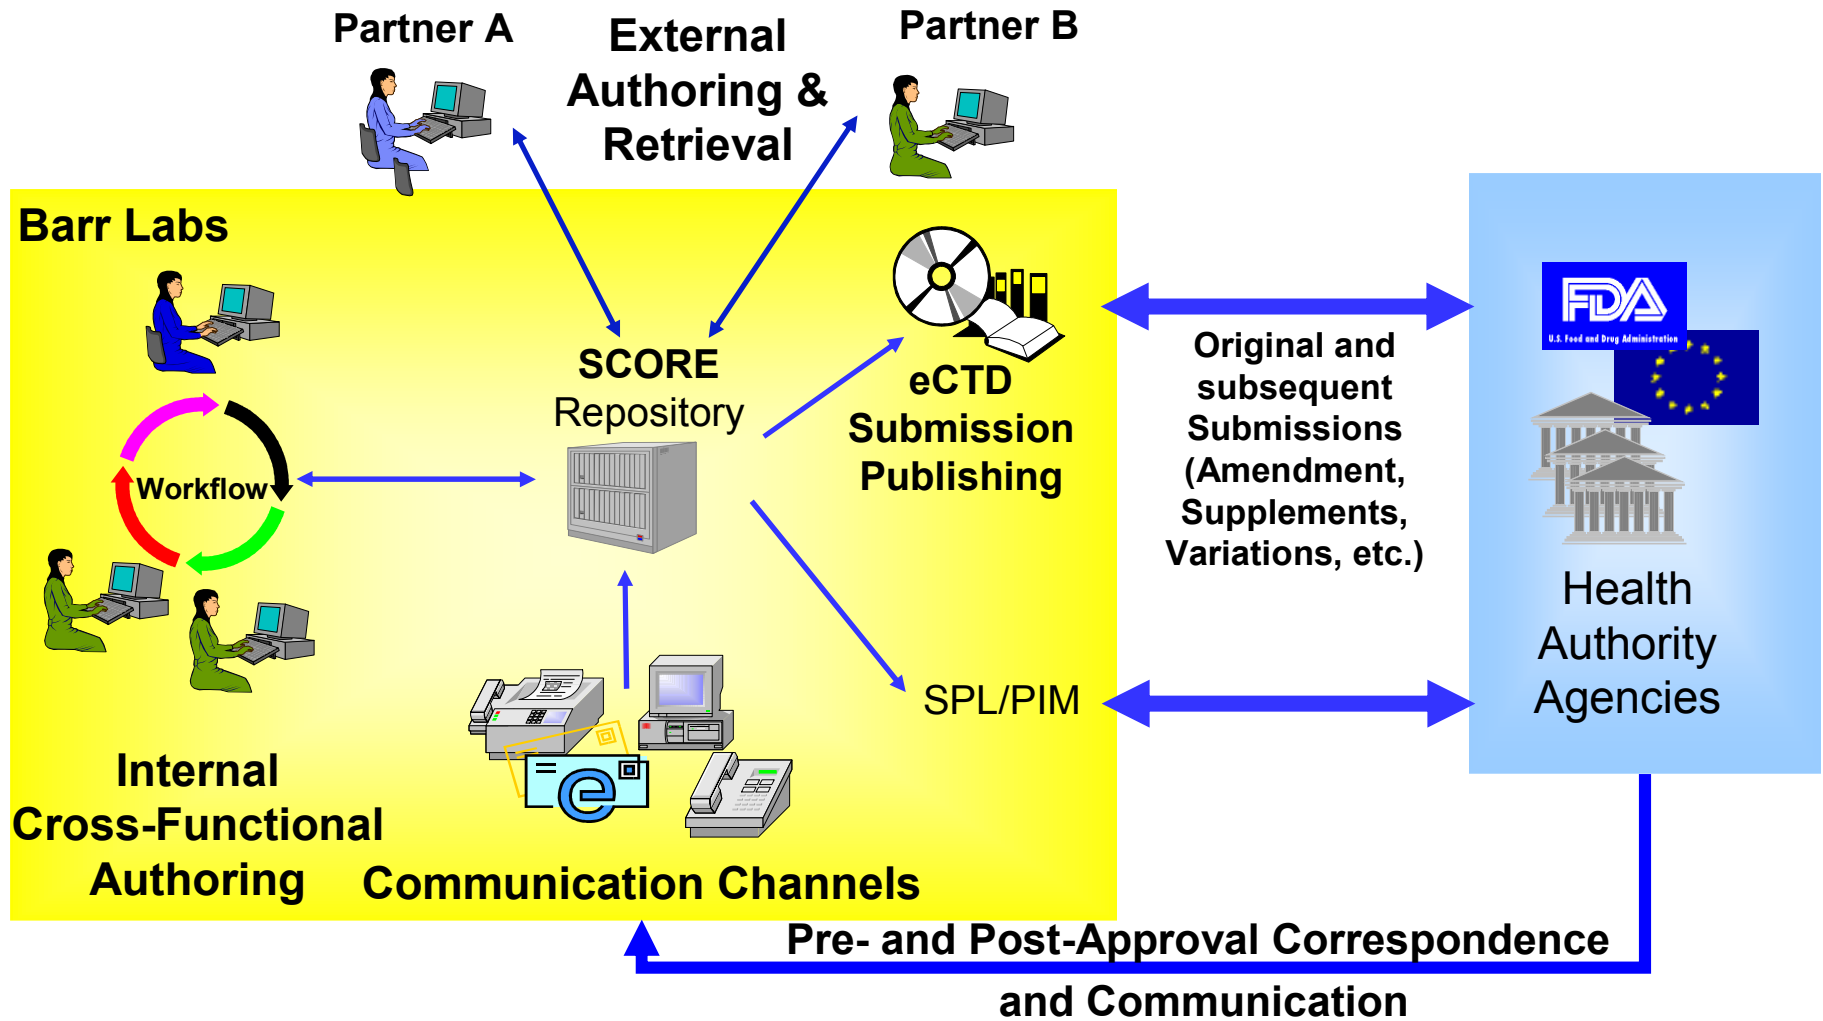 Partner A
External
Authoring &
Retrieval
Partner B
Barr Labs
SCORE
Repository
Workflow
eCTD
Submission
Publishing
Original and
subsequent
Submissions
(Amendment,
Supplements,
Variations, etc.)
FDA
U.S. Food and Drug Administration
Health
Authority
Agencies
SPL/PIM
Internal
Cross-Functional
Authoring
e
Communication Channels
Pre- and Post-Approval Correspondence
and Communication